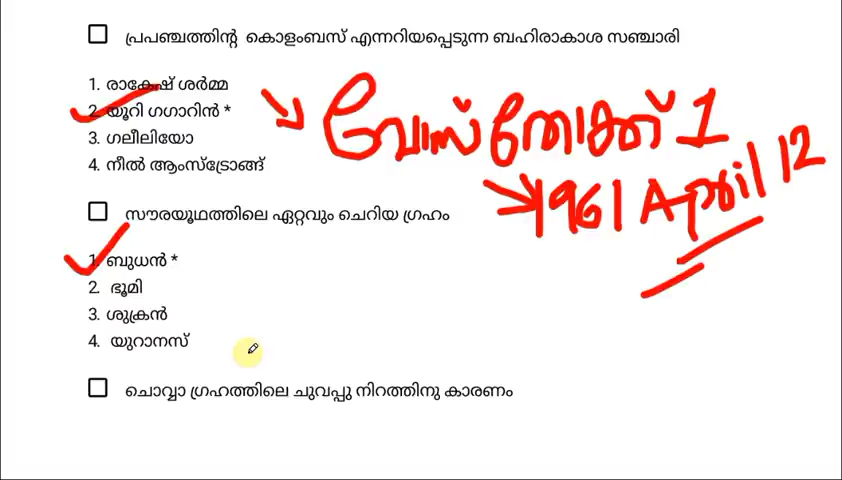 പ്രപഞ്ചത്തിന്റ കൊളംബസ് എന്നറിയപ്പെടുന്ന ബഹിരാകാശ സഞ്ചാരി
1. രാകേഷ് ശർമ്മ
2. യൂറി ഗഗാറിൻ *
3. ഗലീലിയോ
4. നീൽ ആംസ്ട്രോങ്ങ്
വോസ്തോക്ക് 1
1961 April 12
സൗരയൂഥത്തിലെ ഏറ്റവും ചെറിയ ഗ്രഹം
1. ബുധൻ *
2. ഭൂമി
3. ശുക്രൻ
4. യുറാനസ്
ചൊവ്വാ ഗ്രഹത്തിലെ ചുവപ്പു നിറത്തിനു കാരണം